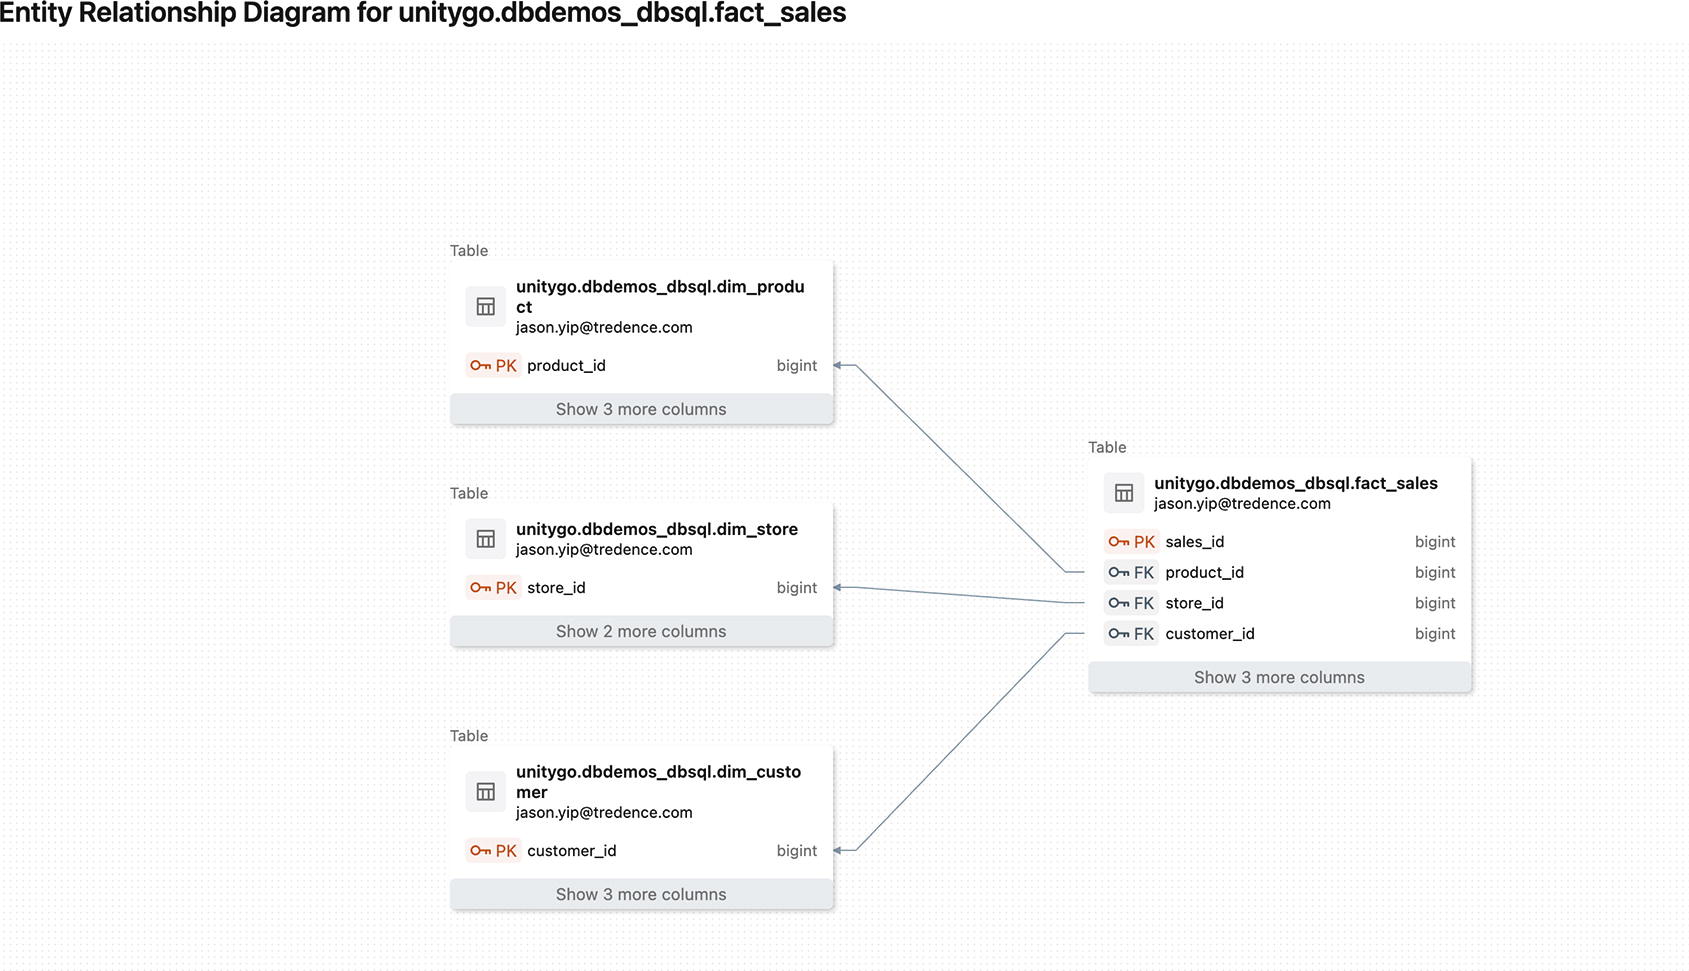 Entity Relationship Diagram for unitygo.dbdemos_dbsql.fact_sales
Table
unitygo.dbdemos_dbsql.dim_produ
ct
jason.yip@tredence.com
PK product_id bigint
Show 3 more columns
Table
unitygo.dbdemos_dbsql.dim_store
jason.yip@tredence.com
PK store_id bigint
Show 2 more columns
Table
unitygo.dbdemos_dbsql.dim_custo
mer
jason.yip@tredence.com
PK customer_id bigint
Show 3 more columns
Table
unitygo.dbdemos_dbsql.fact_sales
jason.yip@tredence.com
PK sales_id bigint
FK product_id bigint
FK store_id bigint
FK customer_id bigint
Show 3 more columns